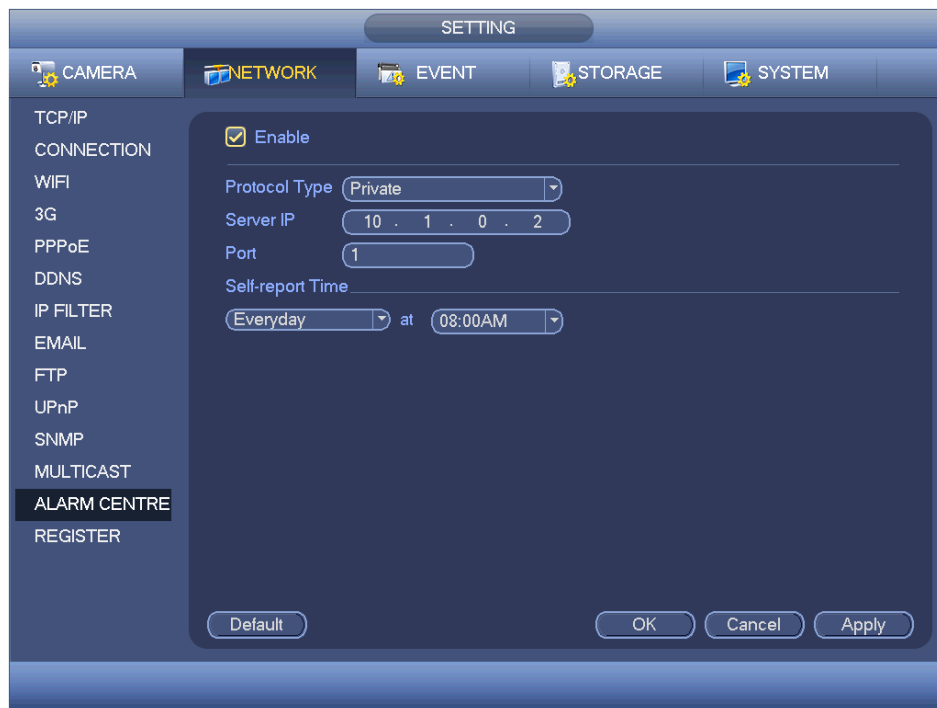 SETTING
CAMERA NETWORK EVENT STORAGE SYSTEM
TCP/IP
CONNECTION
WIFI
3G
PPPoE
DDNS
IP FILTER
EMAIL
FTP
UPnP
SNMP
MULTICAST
ALARM CENTRE
REGISTER
Enable
Protocol Type Private
Server IP 10 . 1 . 0 . 2
Port 1
Self-report Time
Everyday at 08:00AM
Default OK Cancel Apply